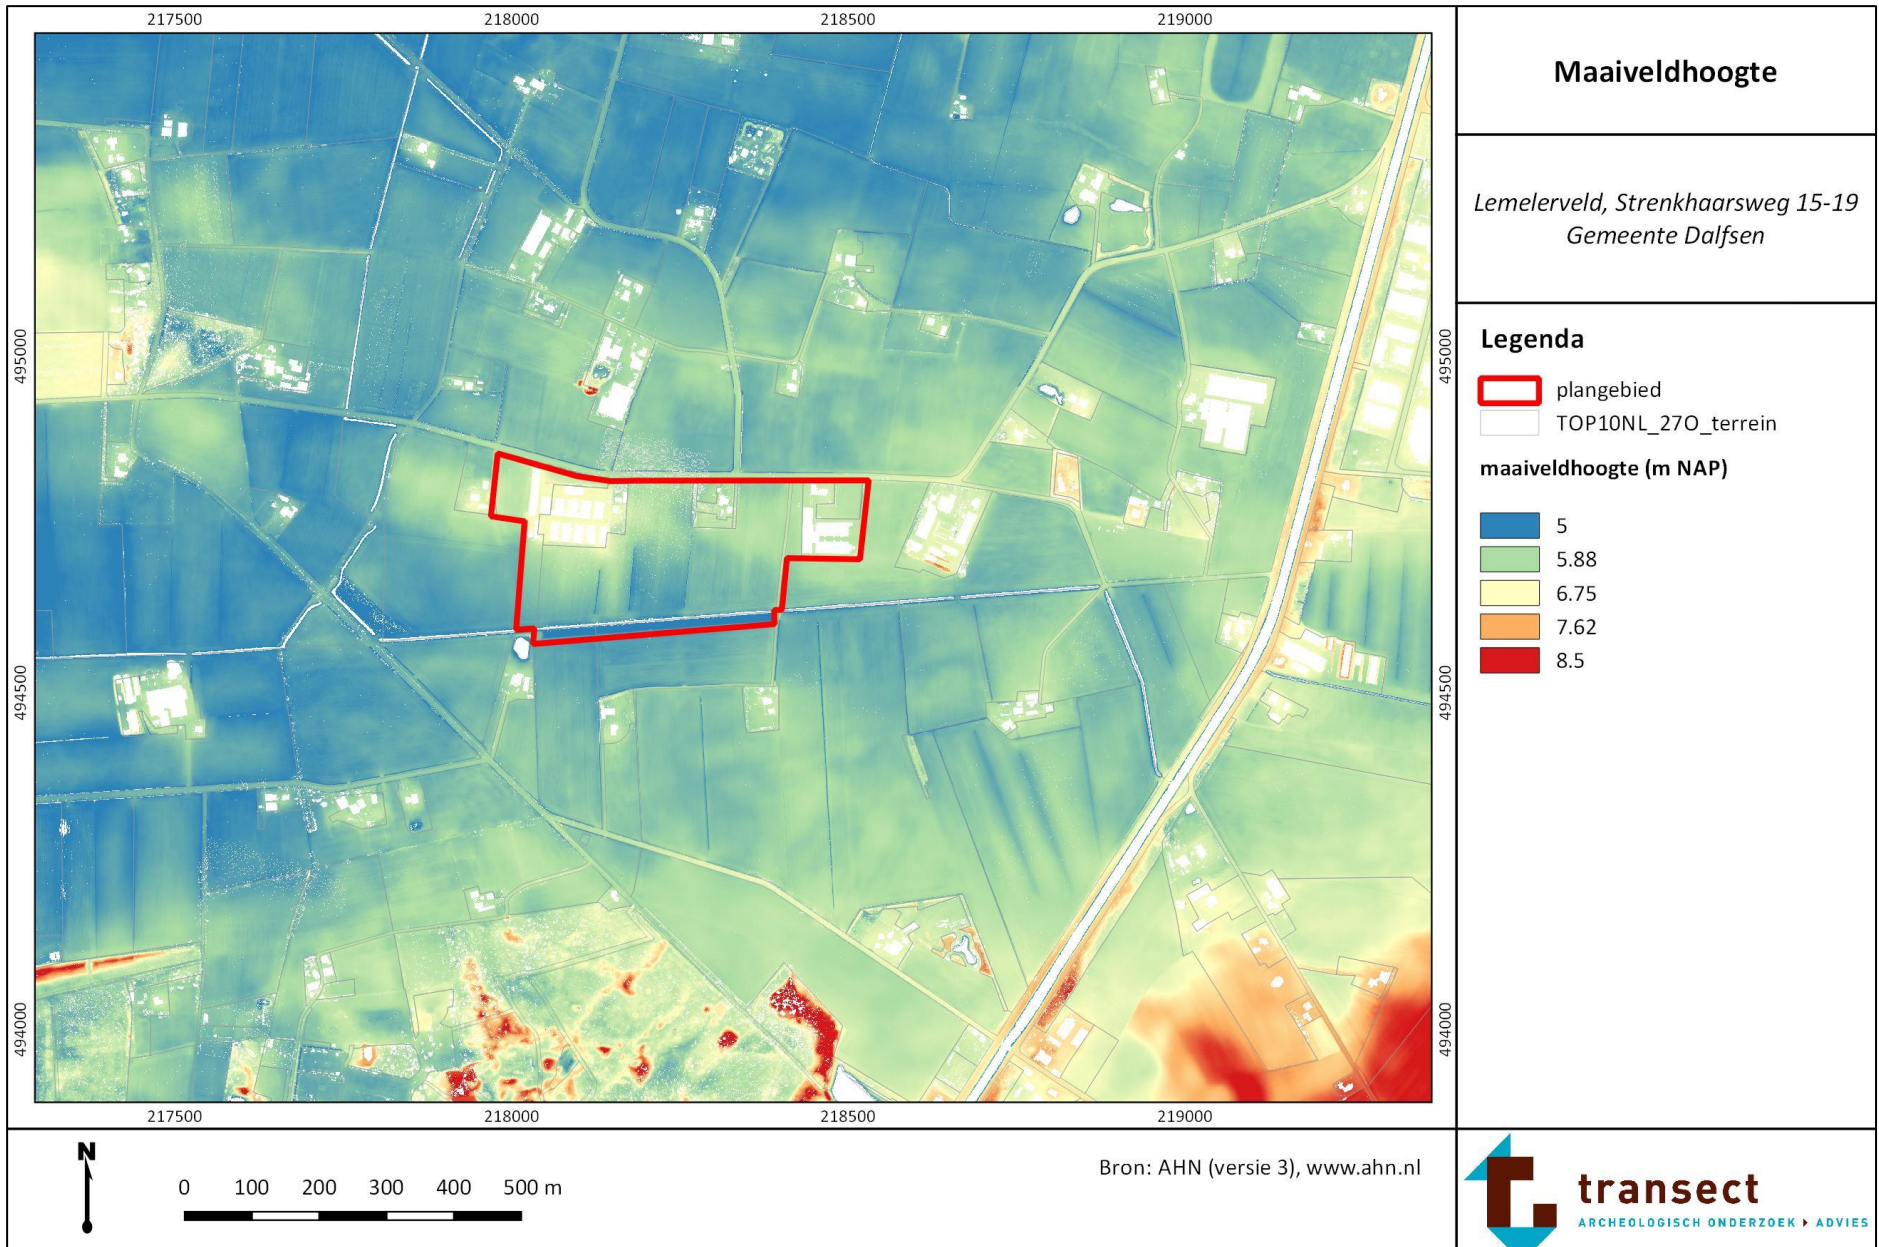 217500
218000
218500
219000
Maaiveldhoogte
Lemelerveld, Strenkhaarsweg 15-19
Gemeente Dalfsen
495000
495000
Legenda
plangebied
TOP10NL_27O_terrein
maaiveldhoogte (m NAP)
5
5.88
6.75
7.62
8.5
494500
494500
494000
494000
217500
218000
218500
219000
N
0 100 200 300 400 500 m
Bron: AHN (versie 3), www.ahn.nl
transect
ARCHEOLOGISCH ONDERZOEK ▸ ADVIES